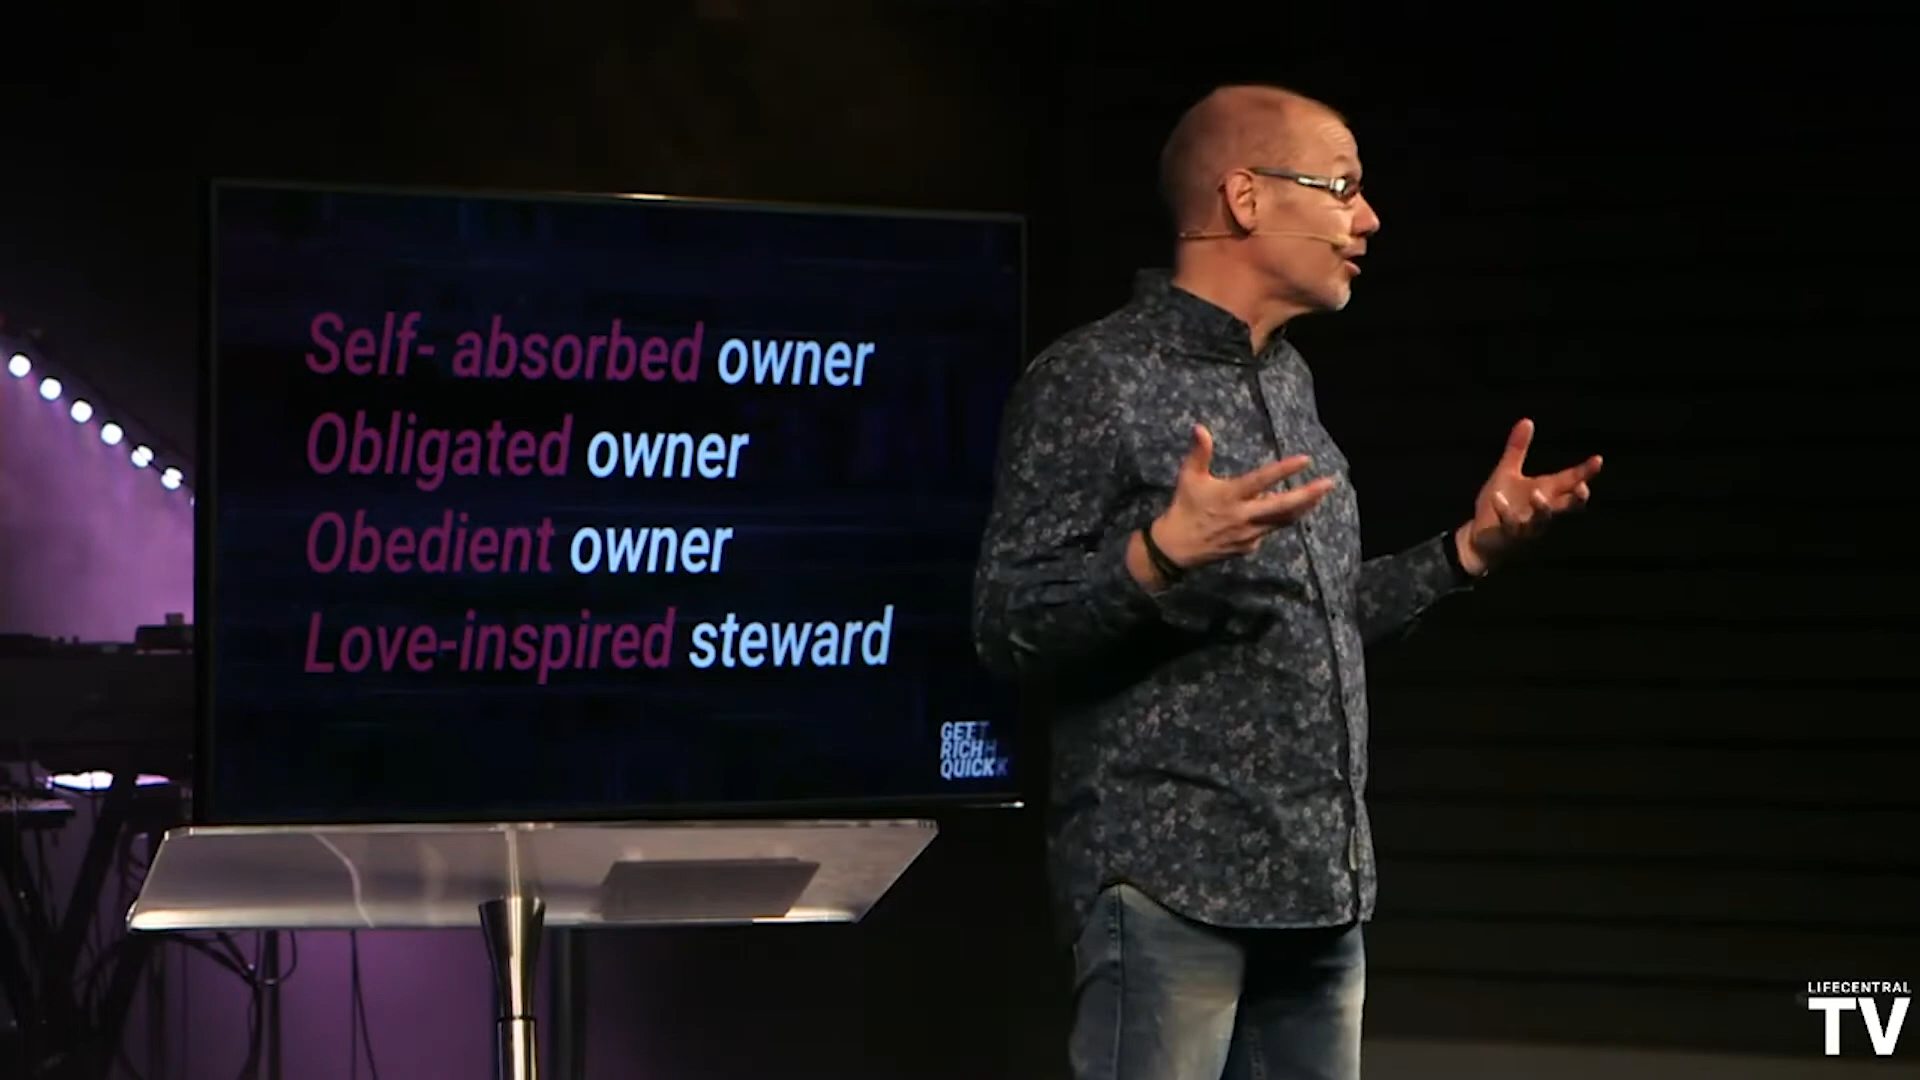 Self- absorbed owner
Obligated owner
Obedient owner
Love-inspired steward
GET
RICH
QUICK
LIFECENTRAL
TV